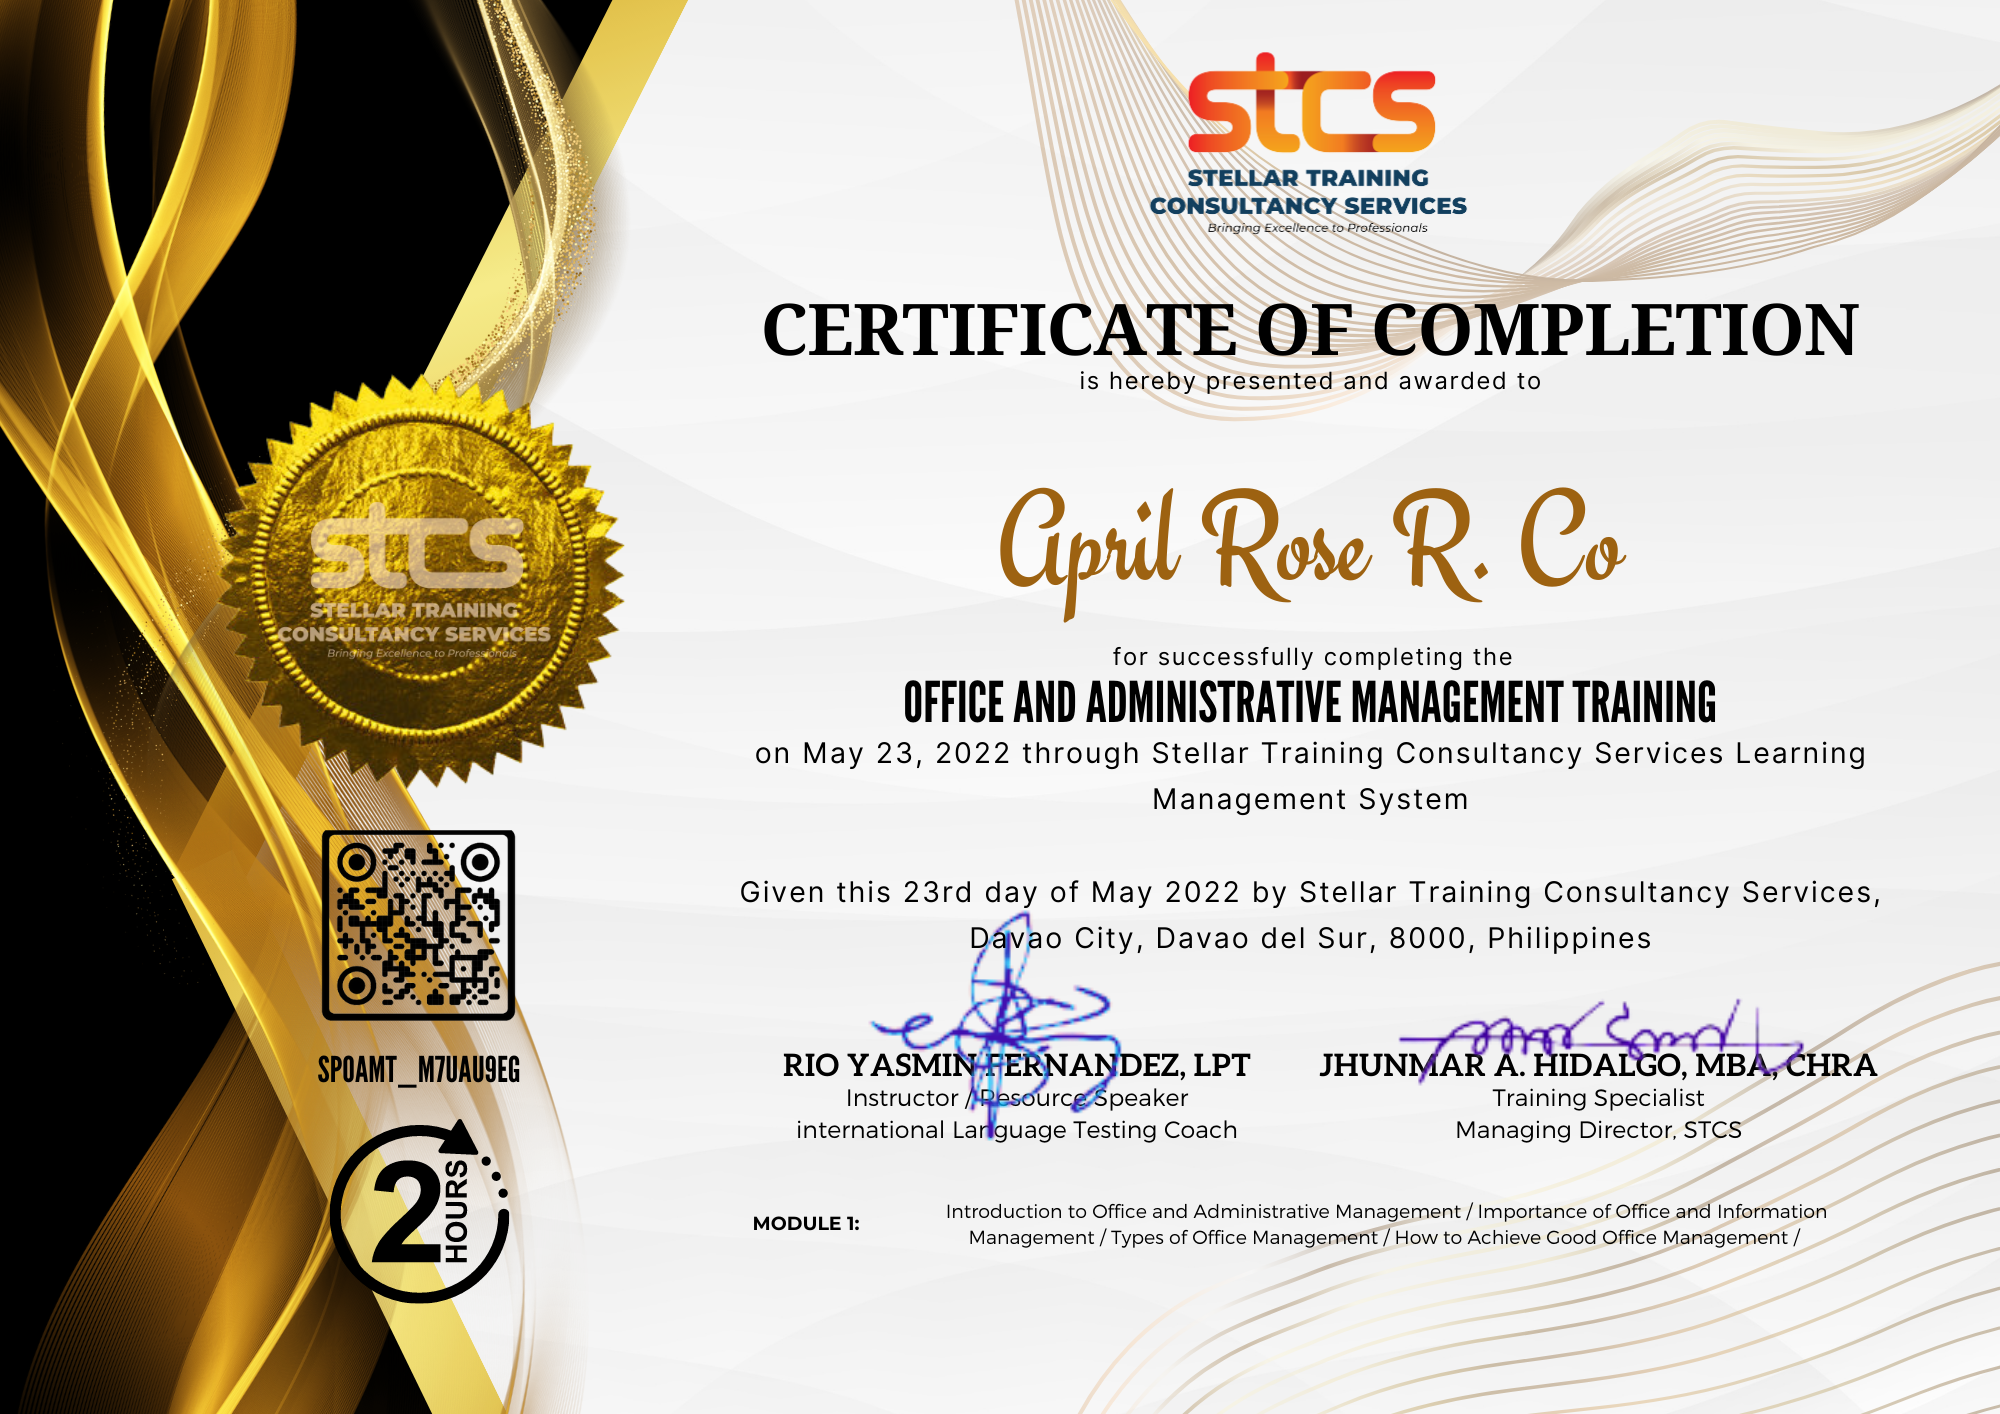 stcs
STELLAR TRAINING
CONSULTANCY SERVICES
Bringing Excellence to Professionals
CERTIFICATE OF COMPLETION
is hereby presented and awarded to
April Rose R. Co
for successfully completing the
OFFICE AND ADMINISTRATIVE MANAGEMENT TRAINING
on May 23, 2022 through Stellar Training Consultancy Services Learning
Management System
Given this 23rd day of May 2022 by Stellar Training Consultancy Services,
Davao City, Davao del Sur, 8000, Philippines
RIO YASMIN FERNANDEZ, LPT
Instructor / Resource Speaker
international Language Testing Coach
JHUNMAR A. HIDALGO, MBA, CHRA
Training Specialist
Managing Director, STCS
MODULE 1:
Introduction to Office and Administrative Management / Importance of Office and Information
Management / Types of Office Management / How to Achieve Good Office Management /
stcs
STELLAR TRAINING
CONSULTANCY SERVICES
Bringing Excellence to Professionals
SPOAMT_M7UAU9EG
2 HOURS